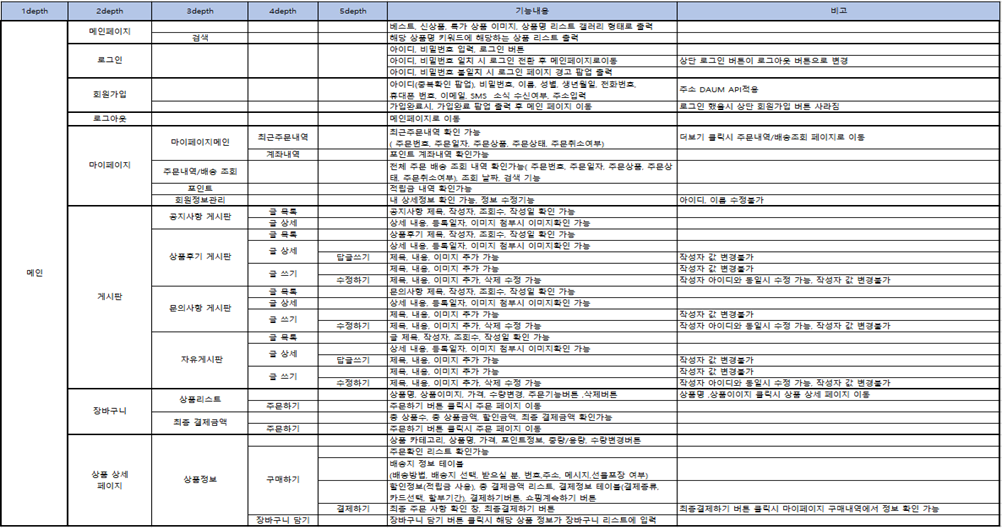 1depth 2depth 3depth 4depth 5depth 기능내용 비고
메인
메인페이지 베스트, 신상품, 특가 상품 이미지, 상품명 리스트 갤러리 형태로 출력
검색 해당 상품명 키워드에 해당하는 상품 리스트 출력
로그인 아이디, 비밀번호 입력, 로그인 버튼
아이디, 비밀번호 일치 시 로그인 전환 후 메인페이지로이동 상단 로그인 버튼이 로그아웃 버튼으로 변경
아이디, 비밀번호 불일치 시 로그인 페이지 경고 팝업 출력
회원가입 아이디(중복확인 팝업), 비밀번호, 이름, 성별, 생년월일, 전화번호,
휴대폰 번호, 이메일, SMS 소식 수신여부, 주소입력 주소 DAUM API적용
가입완료시, 가입완료 팝업 출력 후 메인 페이지 이동 로그인 했을시 상단 회원가입 버튼 사라짐
로그아웃 메인페이지로 이동
마이페이지 마이페이지메인 최근주문내역 최근주문내역 확인 가능
( 주문번호, 주문일자, 주문상품, 주문상태, 주문취소여부) 더보기 클릭시 주문내역/배송조회 페이지로 이동
계좌내역 포인트 계좌내역 확인가능
주문내역/배송 조회 전체 주문 배송 조회 내역 확인가능( 주문번호, 주문일자, 주문상품, 주문상
태, 주문취소여부), 조회 날짜, 검색 기능
포인트 적립금 내역 확인가능
회원정보관리 내 상세정보 확인 가능, 정보 수정기능 아이디, 이름 수정불가
게시판 공지사항 게시판 글 목록 공지사항 제목, 작성자, 조회수, 작성일 확인 가능
글 상세 상세 내용, 등록일자, 이미지 첨부시 이미지확인 가능
상품후기 게시판 글 목록 상품후기 제목, 작성자, 조회수, 작성일 확인 가능
글 상세 상세 내용, 등록일자, 이미지 첨부시 이미지확인 가능
답글쓰기 제목, 내용, 이미지 추가 가능 작성자 값 변경불가
글 쓰기 제목, 내용, 이미지 추가 가능 작성자 값 변경불가
수정하기 제목, 내용, 이미지 추가, 삭제 수정 가능 작성자 아이디와 동일시 수정 가능, 작성자 값 변경불가
문의사항 게시판 글 목록 문의사항 제목, 작성자, 조회수, 작성일 확인 가능
글 상세 상세 내용, 등록일자, 이미지 첨부시 이미지확인 가능
글 쓰기 제목, 내용, 이미지 추가 가능 작성자 값 변경불가
수정하기 제목, 내용, 이미지 추가, 삭제 수정 가능 작성자 아이디와 동일시 수정 가능, 작성자 값 변경불가
자유게시판 글 목록 글 제목, 작성자, 조회수, 작성일 확인 가능
글 상세 상세 내용, 등록일자, 이미지 첨부시 이미지확인 가능
답글쓰기 제목, 내용, 이미지 추가 가능 작성자 값 변경불가
글 쓰기 제목, 내용, 이미지 추가 가능 작성자 값 변경불가
수정하기 제목, 내용, 이미지 추가, 삭제 수정 가능 작성자 아이디와 동일시 수정 가능, 작성자 값 변경불가
장바구니 상품리스트 상품명, 상품이미지, 가격, 수량변경, 주문기능버튼 ,삭제버튼 상품명 ,상품이미지 클릭시 상품 상세 페이지 이동
주문하기 주문하기 버튼 클릭시 주문 페이지 이동
최종 결제금액 총 상품수, 총 상품금액, 할인금액, 최종 결제금액 확인가능
주문하기 주문하기 버튼 클릭시 주문 페이지 이동
상품 상세
페이지 상품정보 상품 카테고리, 상품명, 가격, 포인트정보, 중량/용량, 수량변경버튼
구매하기 주문확인 리스트 확인가능
배송지 정보 테이블
(배송방법, 배송지 선택, 받으실 분, 번호,주소, 메시지,선물포장 여부)
할인정보(적립금 사용), 총 결제금액 리스트, 결제정보 테이블(결제종류,
카드선택, 할부기간), 결제하기버튼, 쇼핑계속하기 버튼
결제하기 최종 주문 사항 확인 창, 최종결제하기 버튼 최종결제하기 버튼 클릭시 마이페이지 구매내역에서 정보 확인 가능
장바구니 담기 장바구니 담기 버튼 클릭시 해당 상품 정보가 장바구니 리스트에 입력